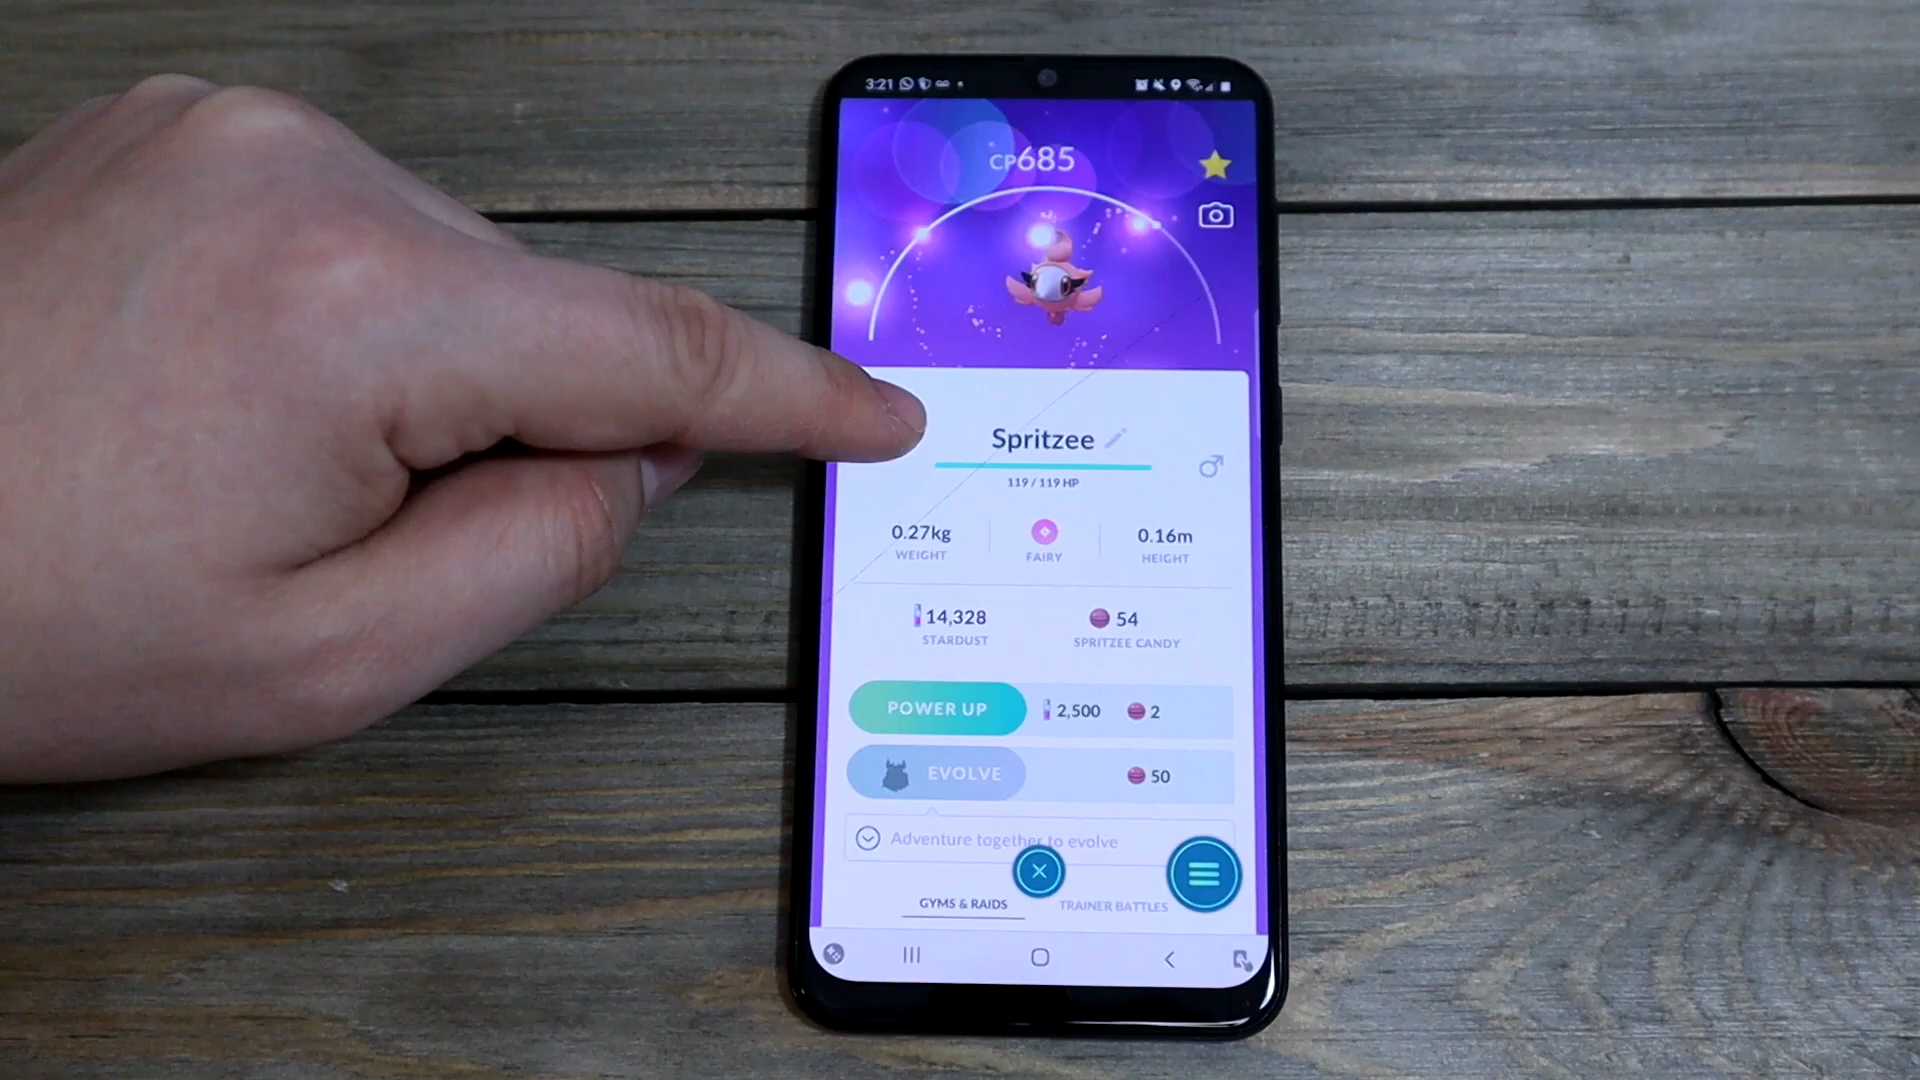 3:21
CP685
Spritzee
119 / 119 HP
0.27kg
WEIGHT
FAIRY
0.16m
HEIGHT
14,328
STARDUST
54
SPRITZEE CANDY
POWER UP 2,500 2
EVOLVE 50
Adventure together to evolve
GYMS & RAIDS TRAINER BATTLES